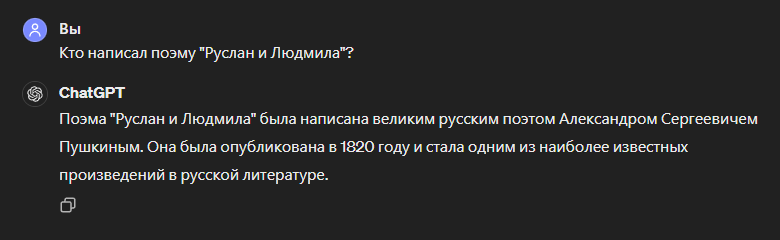 Вы
Кто написал поэму "Руслан и Людмила"?
ChatGPT
Поэма "Руслан и Людмила" была написана великим русским поэтом Александром Сергеевичем
Пушкиным. Она была опубликована в 1820 году и стала одним из наиболее известных
произведений в русской литературе.